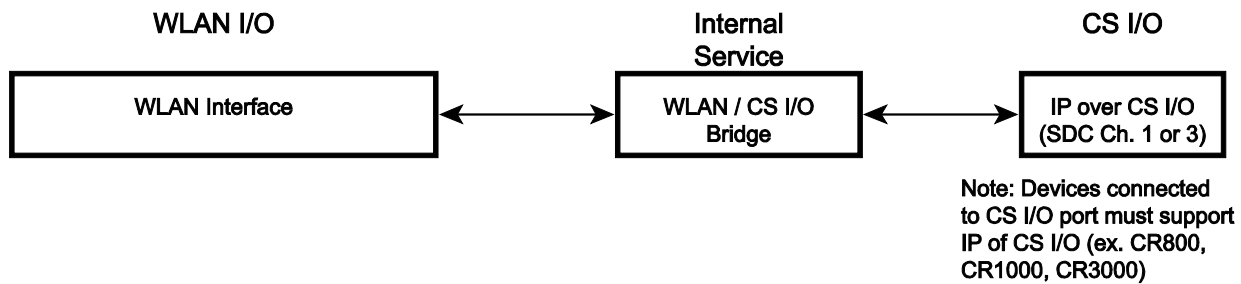 WLAN I/O
Internal
Service
CS I/O
WLAN Interface
WLAN / CS I/O
Bridge
IP over CS I/O
(SDC Ch. 1 or 3)
Note: Devices connected
to CS I/O port must support
IP of CS I/O (ex. CR800,
CR1000, CR3000)